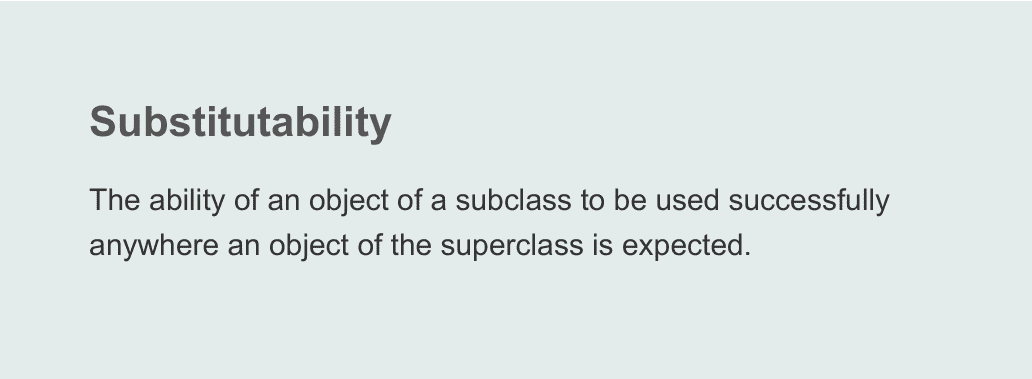 Substitutability
The ability of an object of a subclass to be used successfully
anywhere an object of the superclass is expected.